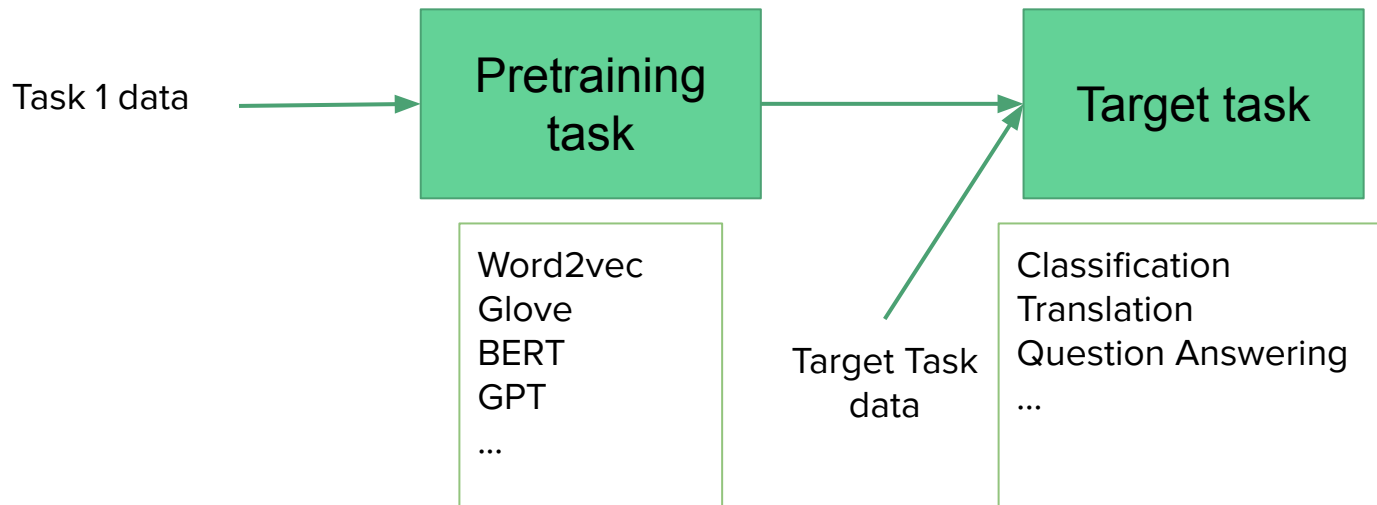 Task 1 data
Pretraining
task
Target task
Word2vec
Glove
BERT
GPT
...
Target Task
data
Classification
Translation
Question Answering
...